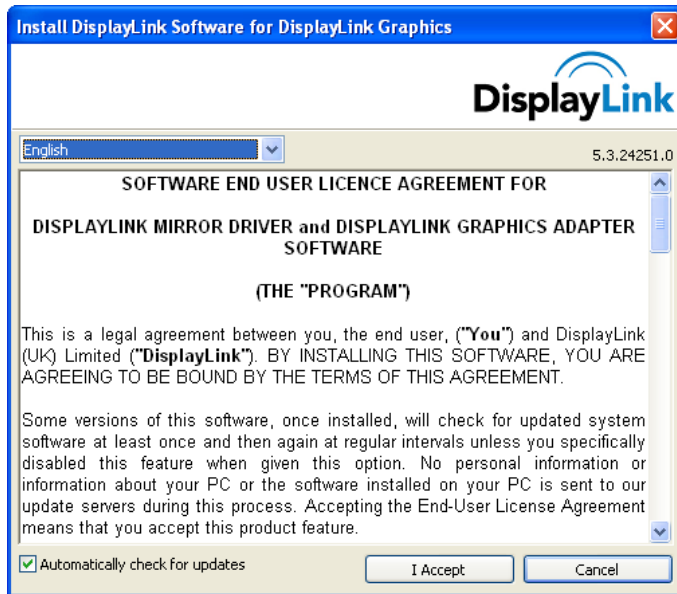 Install DisplayLink Software for DisplayLink Graphics
DisplayLink
English
5.3.24251.0
SOFTWARE END USER LICENCE AGREEMENT FOR
DISPLAYLINK MIRROR DRIVER and DISPLAYLINK GRAPHICS ADAPTER
SOFTWARE
(THE "PROGRAM")
This is a legal agreement between you, the end user, ("You") and DisplayLink
(UK) Limited ("DisplayLink"). BY INSTALLING THIS SOFTWARE, YOU ARE
AGREEING TO BE BOUND BY THE TERMS OF THIS AGREEMENT.
Some versions of this software, once installed, will check for updated system
software at least once and then again at regular intervals unless you specifically
disabled this feature when given this option. No personal information or
information about your PC or the software installed on your PC is sent to our
update servers during this process. Accepting the End-User License Agreement
means that you accept this product feature.
Automatically check for updates
I Accept
Cancel